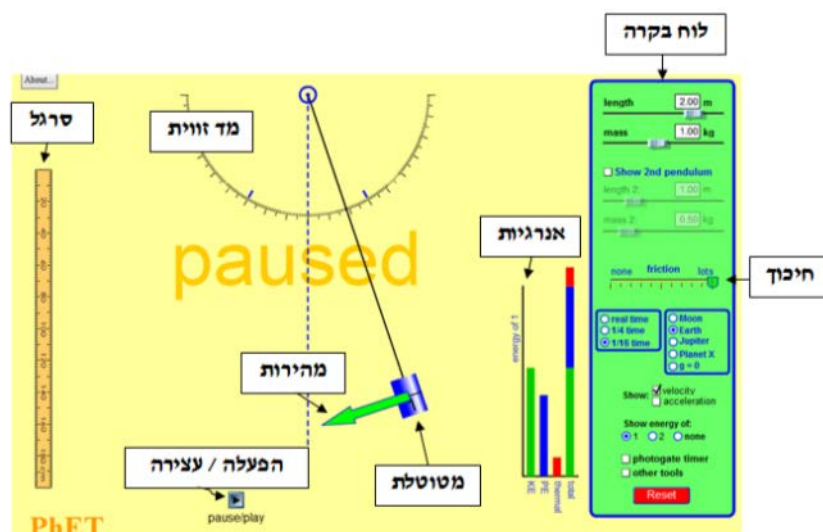 לוח בקרה
About...
סרגל
מד זווית
length 2.00 m
mass 1.00 kg
Show 2nd pendulum
length 2: 1.00 m
mass 2: 0.50 kg
אנרגיות
paused
none friction lots
חיכוך
energy of 1
real time
1/4 time
1/16 time
Moon
Earth
Jupiter
Planet X
g = 0
מהירות
Show: velocity
acceleration
Show energy of:
1 2 none
הפעלה / עצירה
מטוטלת
photogate timer
other tools
KE PE thermal total
Reset
pause/play
PhET